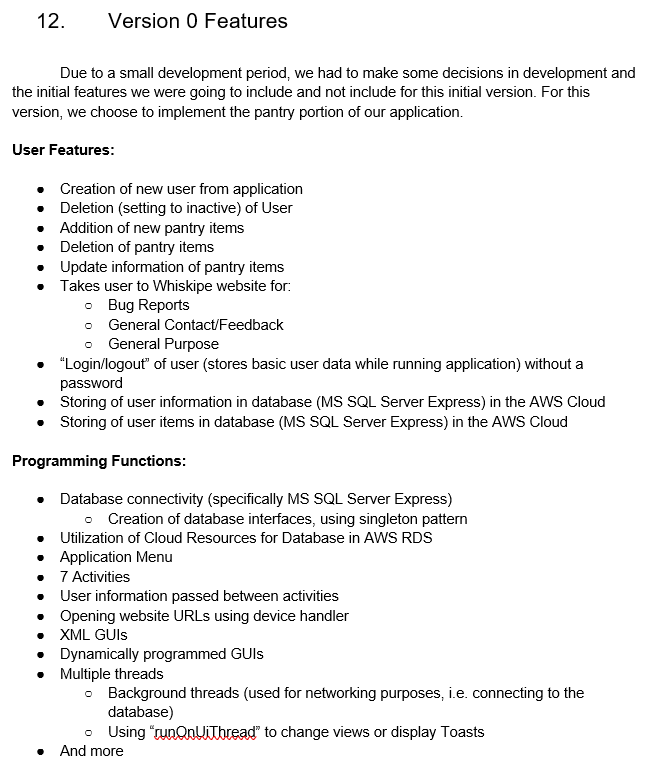 12. Version 0 Features
Due to a small development period, we had to make some decisions in development and
the initial features we were going to include and not include for this initial version. For this
version, we choose to implement the pantry portion of our application.
User Features:
● Creation of new user from application
● Deletion (setting to inactive) of User
● Addition of new pantry items
● Deletion of pantry items
● Update information of pantry items
● Takes user to Whiskipe website for:
○ Bug Reports
○ General Contact/Feedback
○ General Purpose
● “Login/logout” of user (stores basic user data while running application) without a
password
● Storing of user information in database (MS SQL Server Express) in the AWS Cloud
● Storing of user items in database (MS SQL Server Express) in the AWS Cloud
Programming Functions:
● Database connectivity (specifically MS SQL Server Express)
○ Creation of database interfaces, using singleton pattern
● Utilization of Cloud Resources for Database in AWS RDS
● Application Menu
● 7 Activities
● User information passed between activities
● Opening website URLs using device handler
● XML GUIs
● Dynamically programmed GUIs
● Multiple threads
○ Background threads (used for networking purposes, i.e. connecting to the
database)
○ Using “runOnUiThread” to change views or display Toasts
● And more